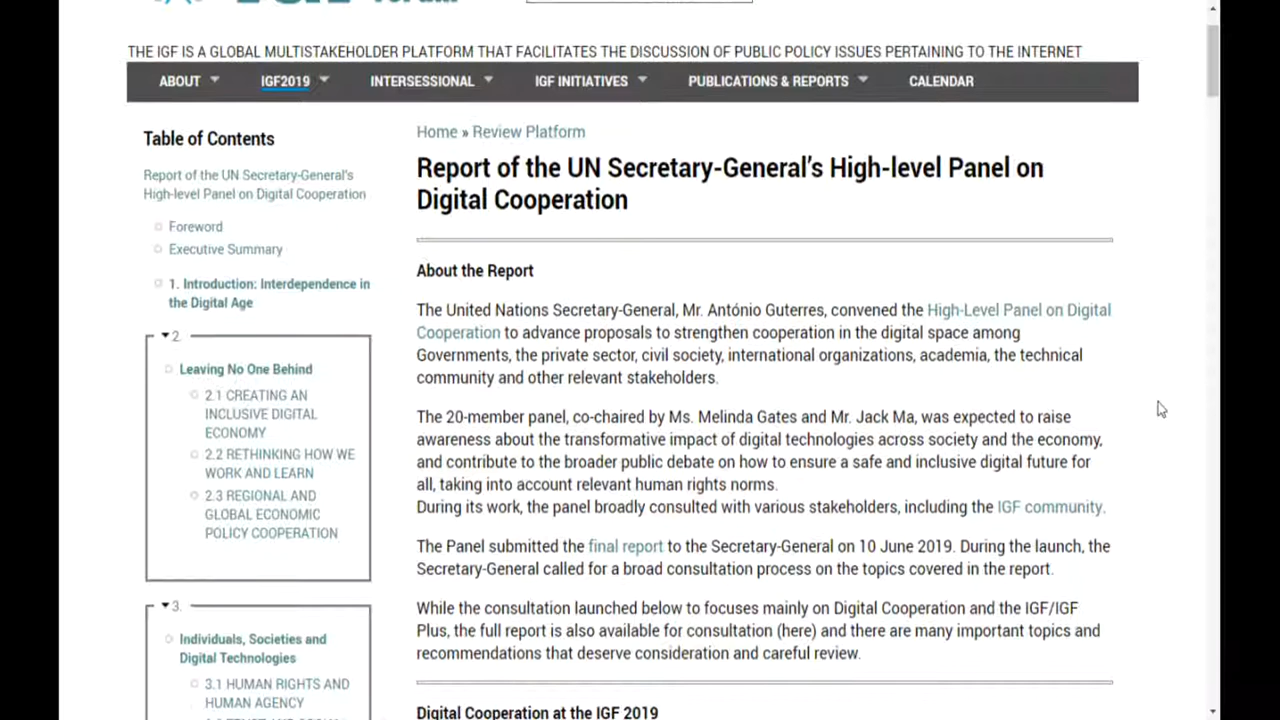 THE IGF IS A GLOBAL MULTISTAKEHOLDER PLATFORM THAT FACILITATES THE DISCUSSION OF PUBLIC POLICY ISSUES PERTAINING TO THE INTERNET
ABOUT IGF2019 INTERSESSIONAL IGF INITIATIVES PUBLICATIONS & REPORTS CALENDAR
Table of Contents
Report of the UN Secretary-General's
High-level Panel on Digital Cooperation
Foreword
Executive Summary
1. Introduction: Interdependence in
the Digital Age
2.
Leaving No One Behind
2.1 CREATING AN
INCLUSIVE DIGITAL
ECONOMY
2.2 RETHINKING HOW WE
WORK AND LEARN
2.3 REGIONAL AND
GLOBAL ECONOMIC
POLICY COOPERATION
3.
Individuals, Societies and
Digital Technologies
3.1 HUMAN RIGHTS AND
HUMAN AGENCY
Home » Review Platform
Report of the UN Secretary-General's High-level Panel on
Digital Cooperation
About the Report
The United Nations Secretary-General, Mr. António Guterres, convened the High-Level Panel on Digital
Cooperation to advance proposals to strengthen cooperation in the digital space among
Governments, the private sector, civil society, international organizations, academia, the technical
community and other relevant stakeholders.
The 20-member panel, co-chaired by Ms. Melinda Gates and Mr. Jack Ma, was expected to raise
awareness about the transformative impact of digital technologies across society and the economy,
and contribute to the broader public debate on how to ensure a safe and inclusive digital future for
all, taking into account relevant human rights norms.
During its work, the panel broadly consulted with various stakeholders, including the IGF community.
The Panel submitted the final report to the Secretary-General on 10 June 2019. During the launch, the
Secretary-General called for a broad consultation process on the topics covered in the report.
While the consultation launched below to focuses mainly on Digital Cooperation and the IGF/IGF
Plus, the full report is also available for consultation (here) and there are many important topics and
recommendations that deserve consideration and careful review.
Digital Cooperation at the IGF 2019